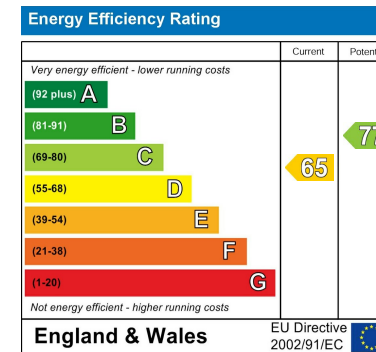 Energy Efficiency Rating
Current Potent
Very energy efficient - lower running costs
(92 plus) A
(81-91) B
(69-80) C
(55-68) D
(39-54) E
(21-38) F
(1-20) G
65
77
Not energy efficient - higher running costs
England & Wales
EU Directive
2002/91/EC